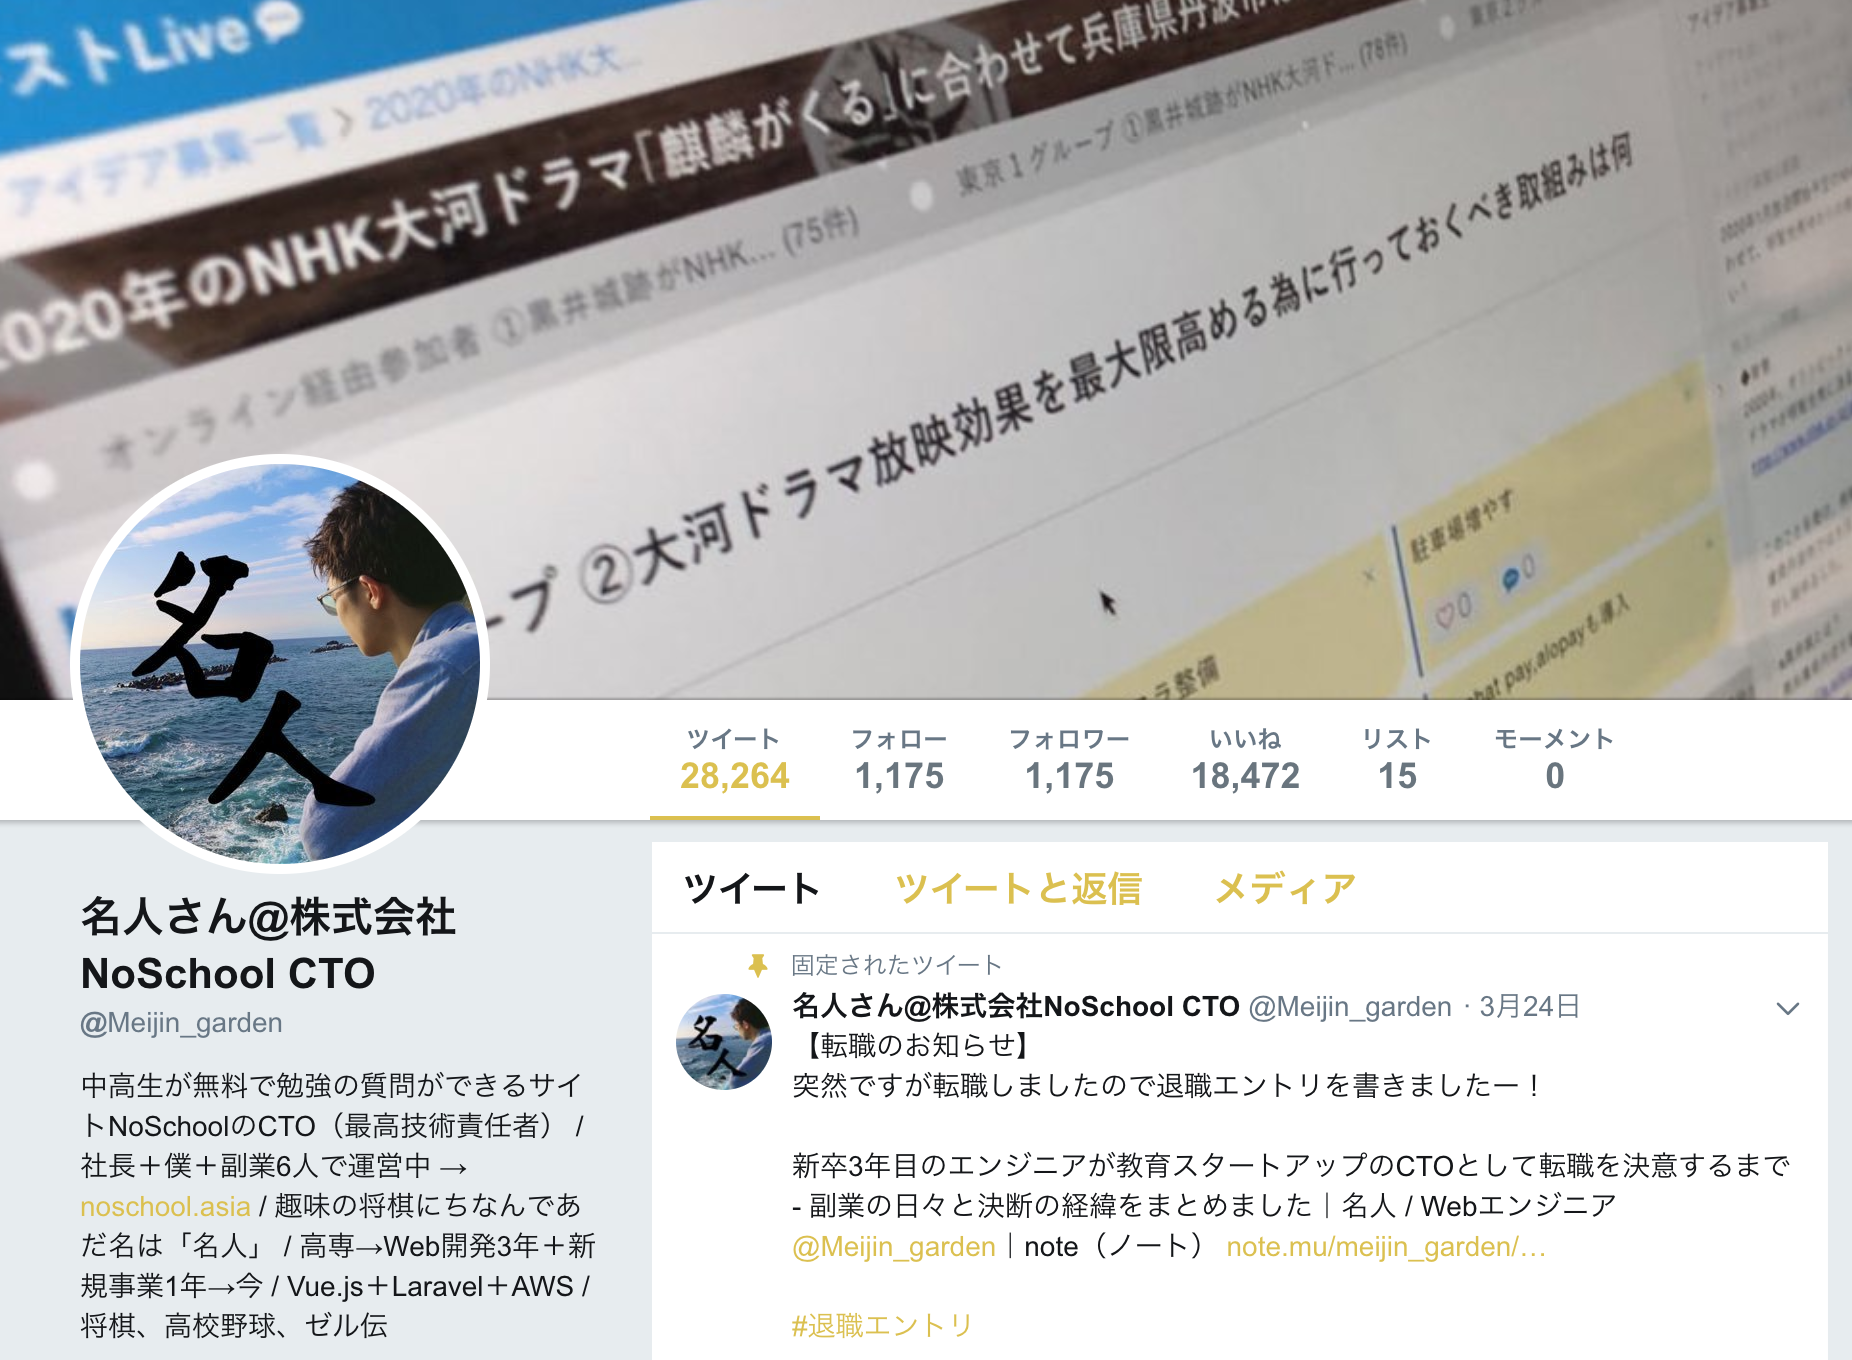 ストLive
アイデア募集一覧 > 2020年のNHK大...
2020年のNHK大河ドラマ「麒麟がくる」に合わせて兵庫県丹波市
オンライン経由参加者 ①黒井城跡がNHK... (75件)
東京1グループ ①黒井城跡がNHK大河ド... (78件)
ープ ②大河ドラマ放映効果を最大限高める為に行っておくべき取組みは何
駐車場増やす
0 0
hat pay,alopayも導入
ラ整備
名人
ツイート フォロー フォロワー いいね リスト モーメント
28,264 1,175 1,175 18,472 15 0
名人さん@株式会社
NoSchool CTO
@Meijin_garden
中高生が無料で勉強の質問ができるサイ
トNoSchoolのCTO（最高技術責任者） /
社長＋僕＋副業6人で運営中 →
noschool.asia / 趣味の将棋にちなんであ
だ名は「名人」 / 高専→Web開発3年＋新
規事業1年→今 / Vue.js＋Laravel＋AWS /
将棋、高校野球、ゼル伝
ツイート ツイートと返信 メディア
固定されたツイート
名人さん@株式会社NoSchool CTO @Meijin_garden · 3月24日
【転職のお知らせ】
突然ですが転職しましたので退職エントリを書きましたー！
新卒3年目のエンジニアが教育スタートアップのCTOとして転職を決意するまで
- 副業の日々と決断の経緯をまとめました｜名人 / Webエンジニア
@Meijin_garden｜note（ノート） note.mu/meijin_garden/…
#退職エントリ